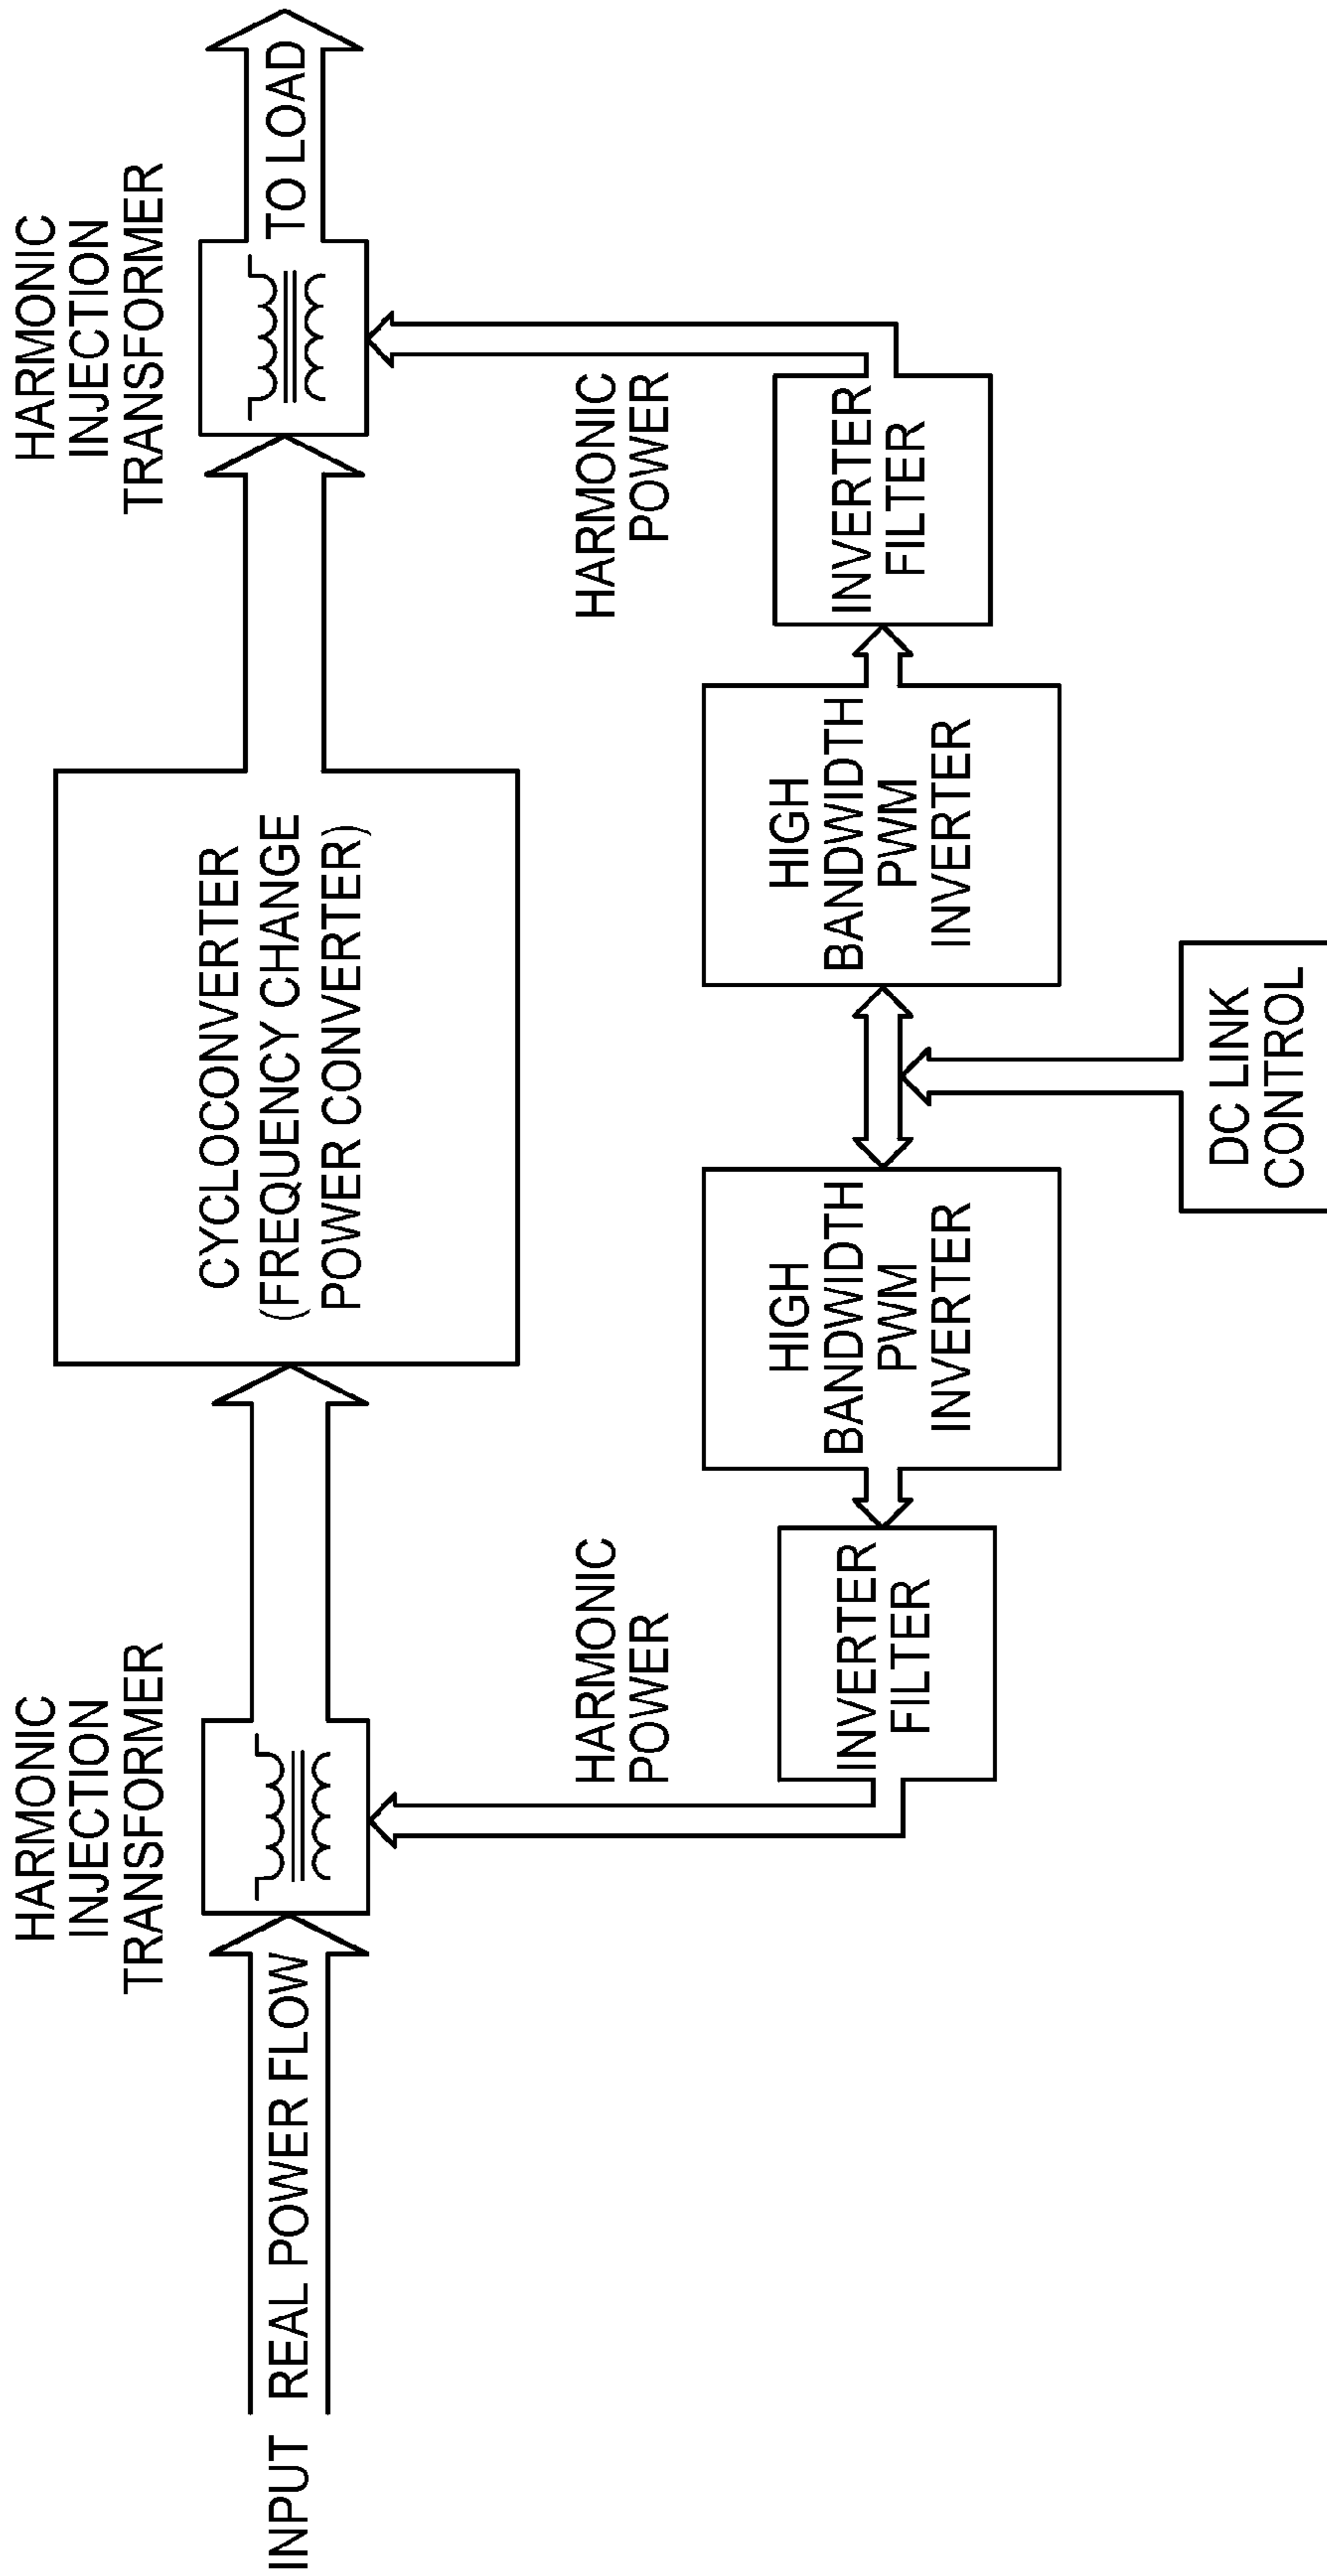 HARMONIC
INJECTION
TRANSFORMER
HARMONIC
INJECTION
TRANSFORMER
INPUT
REAL POWER FLOW
CYCLOCONVERTER
(FREQUENCY CHANGE
POWER CONVERTER)
TO LOAD
HARMONIC
POWER
HARMONIC
POWER
INVERTER
FILTER
HIGH
BANDWIDTH
PWM
INVERTER
HIGH
BANDWIDTH
PWM
INVERTER
INVERTER
FILTER
DC LINK
CONTROL